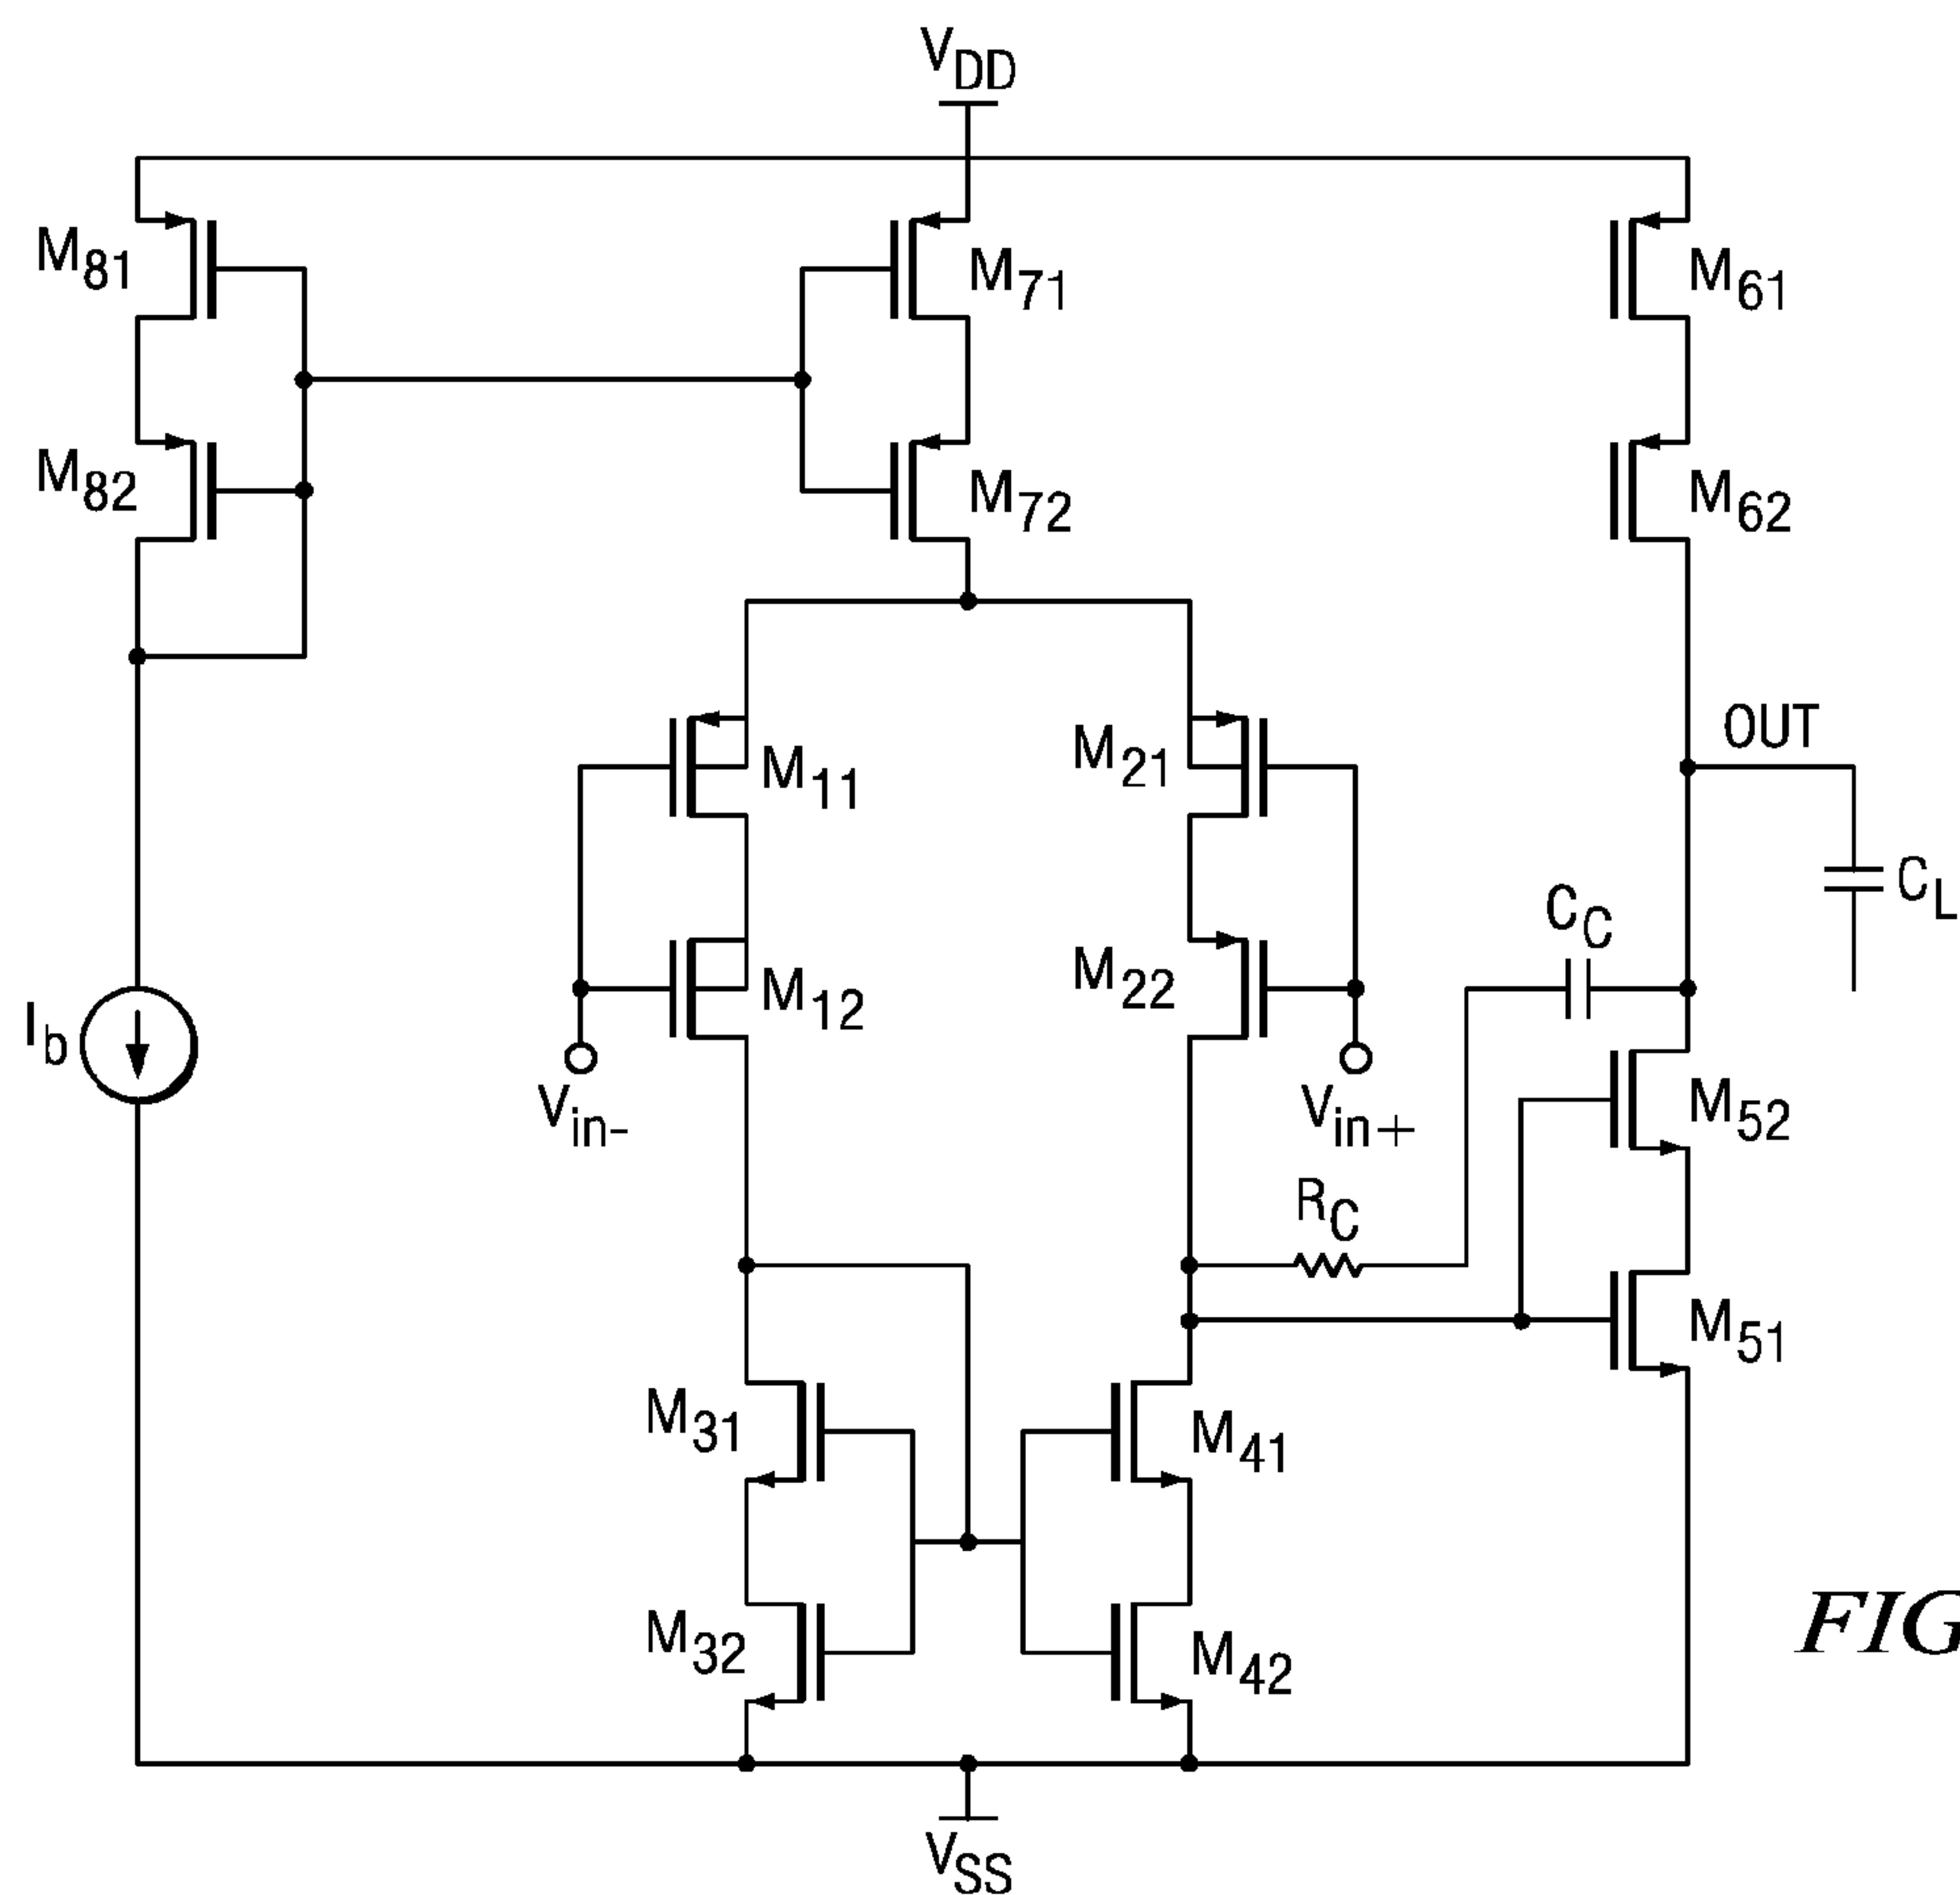 VDD
M81
M71
M61
M82
M72
M62
OUT
M11
M21
CL
CC
M12
M22
Ib
Vin-
Vin+
M52
RC
M51
M31
M41
M32
M42
FIG
VSS